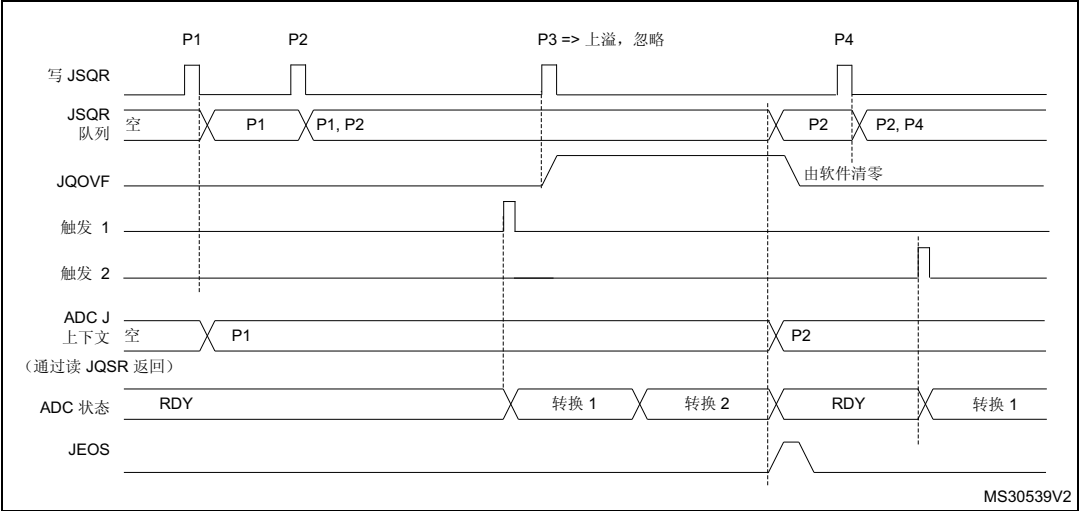 P1 P2 P3 => 上溢，忽略 P4
写 JSQR
JSQR
队列
空 P1 P1, P2 P2 P2, P4
JQOVF 由软件清零
触发 1
触发 2
ADC J
上下文
空 P1 P2
（通过读 JQSR 返回）
ADC 状态 RDY 转换 1 转换 2 RDY 转换 1
JEOS
MS30539V2